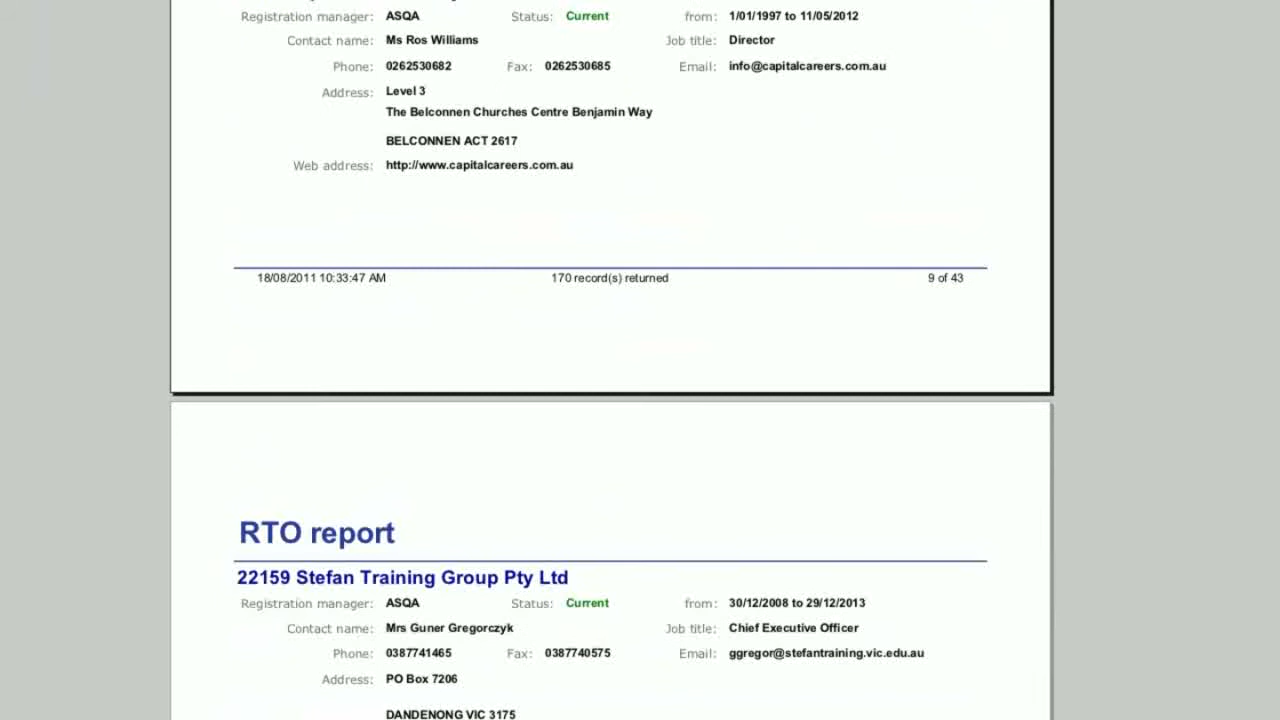 Registration manager: ASQA Status: Current from: 1/01/1997 to 11/05/2012
Contact name: Ms Ros Williams Job title: Director
Phone: 0262530682 Fax: 0262530685 Email: info@capitalcareers.com.au
Address: Level 3
The Belconnen Churches Centre Benjamin Way
BELCONNEN ACT 2617
Web address: http://www.capitalcareers.com.au
18/08/2011 10:33:47 AM 170 record(s) returned 9 of 43
RTO report
22159 Stefan Training Group Pty Ltd
Registration manager: ASQA Status: Current from: 30/12/2008 to 29/12/2013
Contact name: Mrs Guner Gregorczyk Job title: Chief Executive Officer
Phone: 0387741465 Fax: 0387740575 Email: ggregor@stefantraining.vic.edu.au
Address: PO Box 7206
DANDENONG VIC 3175